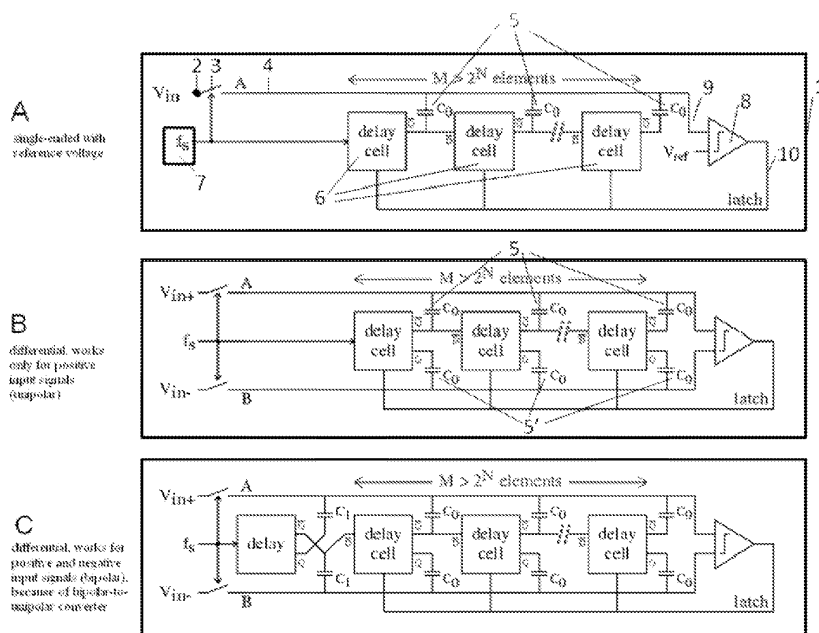 5
2 3 4
M > 2^N elements
1
A
V_in
A
C_0
C_0
C_0
9
8
single-ended with
reference voltage
f_s
7
delay
cell
delay
cell
delay
cell
V_ref
10
6
latch
5
M > 2^N elements
V_in+
A
B
C_0
C_0
C_0
differential, works
only for positive
input signals
(unipolar)
f_s
delay
cell
Q
delay
cell
Q
delay
cell
Q
C_0
C_0
C_0
V_in-
B
5'
latch
M > 2^N elements
V_in+
A
C
C_1
C_0
C_0
C_0
differential, works for
positive and negative
input signals (bipolar),
because of bipolar-to-
unipolar converter
f_s
delay
Q
delay
cell
Q
delay
cell
Q
delay
cell
Q
C_1
C_0
C_0
C_0
V_in-
B
latch